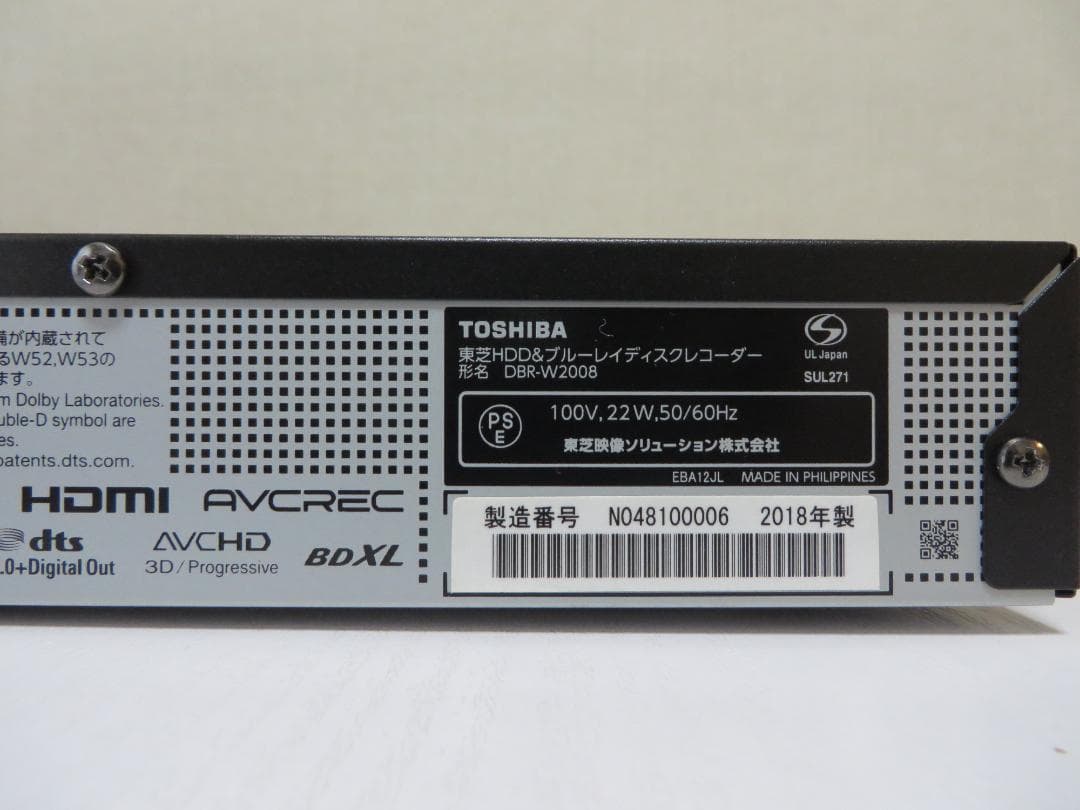 備が内蔵されて
るW52,W53の
ます。
m Dolby Laboratories.
uble-D symbol are
es.
patents.dts.com.
HDMI AVCREC
dts
.0+Digital Out
AVCHD
3D/Progressive
BDXL
TOSHIBA
東芝HDD&ブルーレイディスクレコーダー
形名 DBR-W2008
UL Japan
SUL271
PS
E
100V,22W,50/60Hz
東芝映像ソリューション株式会社
EBA12JL MADE IN PHILIPPINES
製造番号 N048100006 2018年製